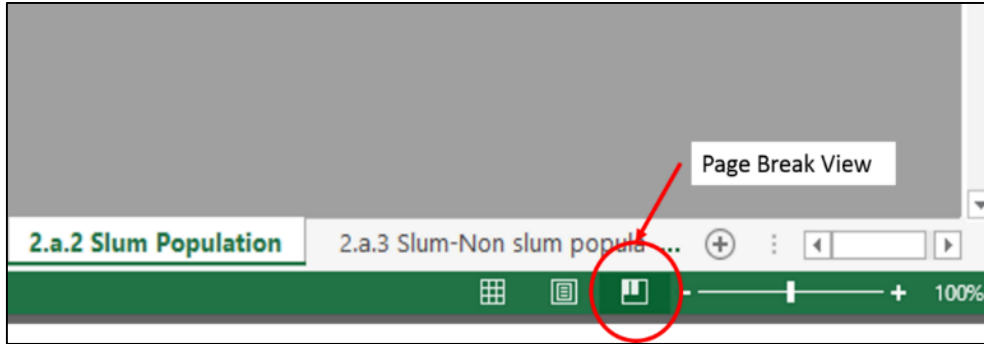 Page Break View
2.a.2 Slum Population
2.a.3 Slum-Non slum popula ...
100%